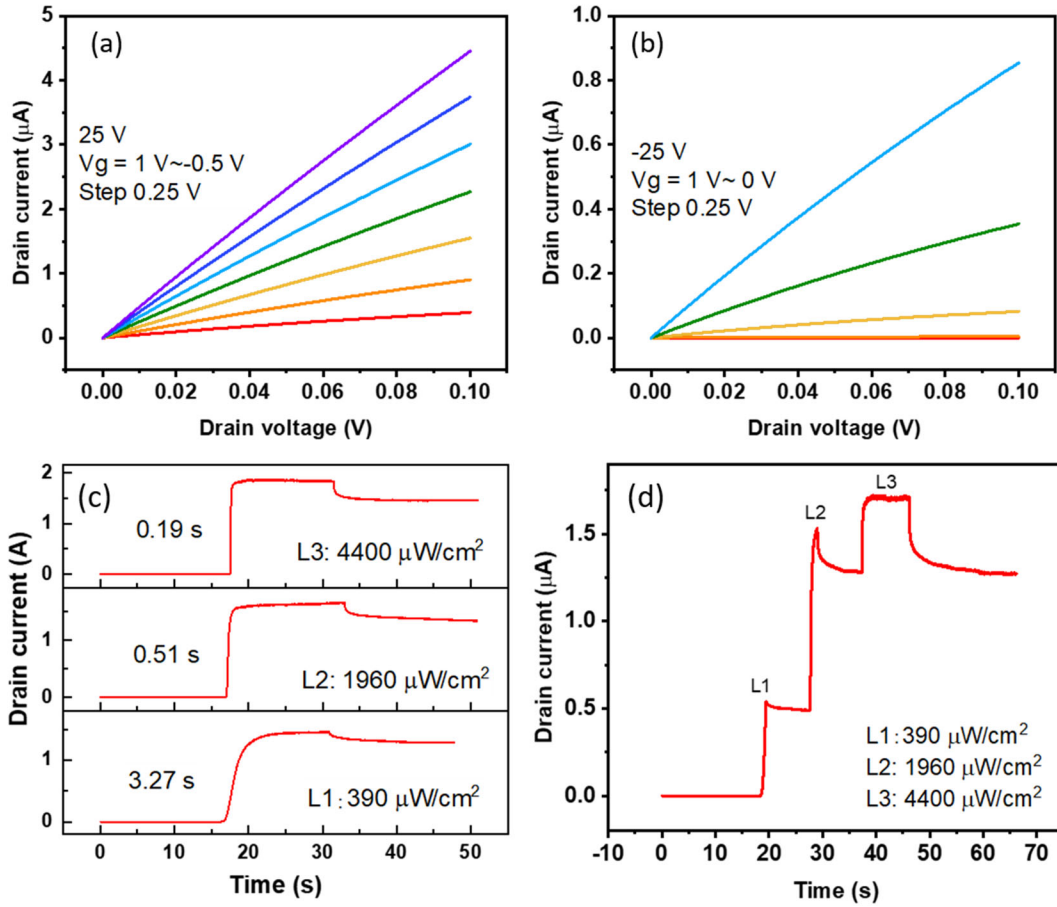 (a)
25 V
Vg = 1 V~-0.5 V
Step 0.25 V
Drain current (μA)
5
4
3
2
1
0
0.00 0.02 0.04 0.06 0.08 0.10
Drain voltage (V)
(b)
-25 V
Vg = 1 V~ 0 V
Step 0.25 V
Drain current (μA)
1.0
0.8
0.6
0.4
0.2
0.0
0.00 0.02 0.04 0.06 0.08 0.10
Drain voltage (V)
(c)
Drain current (A)
2
1
0
0.19 s
L3: 4400 μW/cm²
1
0
0.51 s
L2: 1960 μW/cm²
1
0
3.27 s
L1: 390 μW/cm²
0 10 20 30 40 50
Time (s)
(d)
Drain current (μA)
1.5
1.0
0.5
0.0
L1
L2
L3
L1: 390 μW/cm²
L2: 1960 μW/cm²
L3: 4400 μW/cm²
-10 0 10 20 30 40 50 60 70
Time (s)